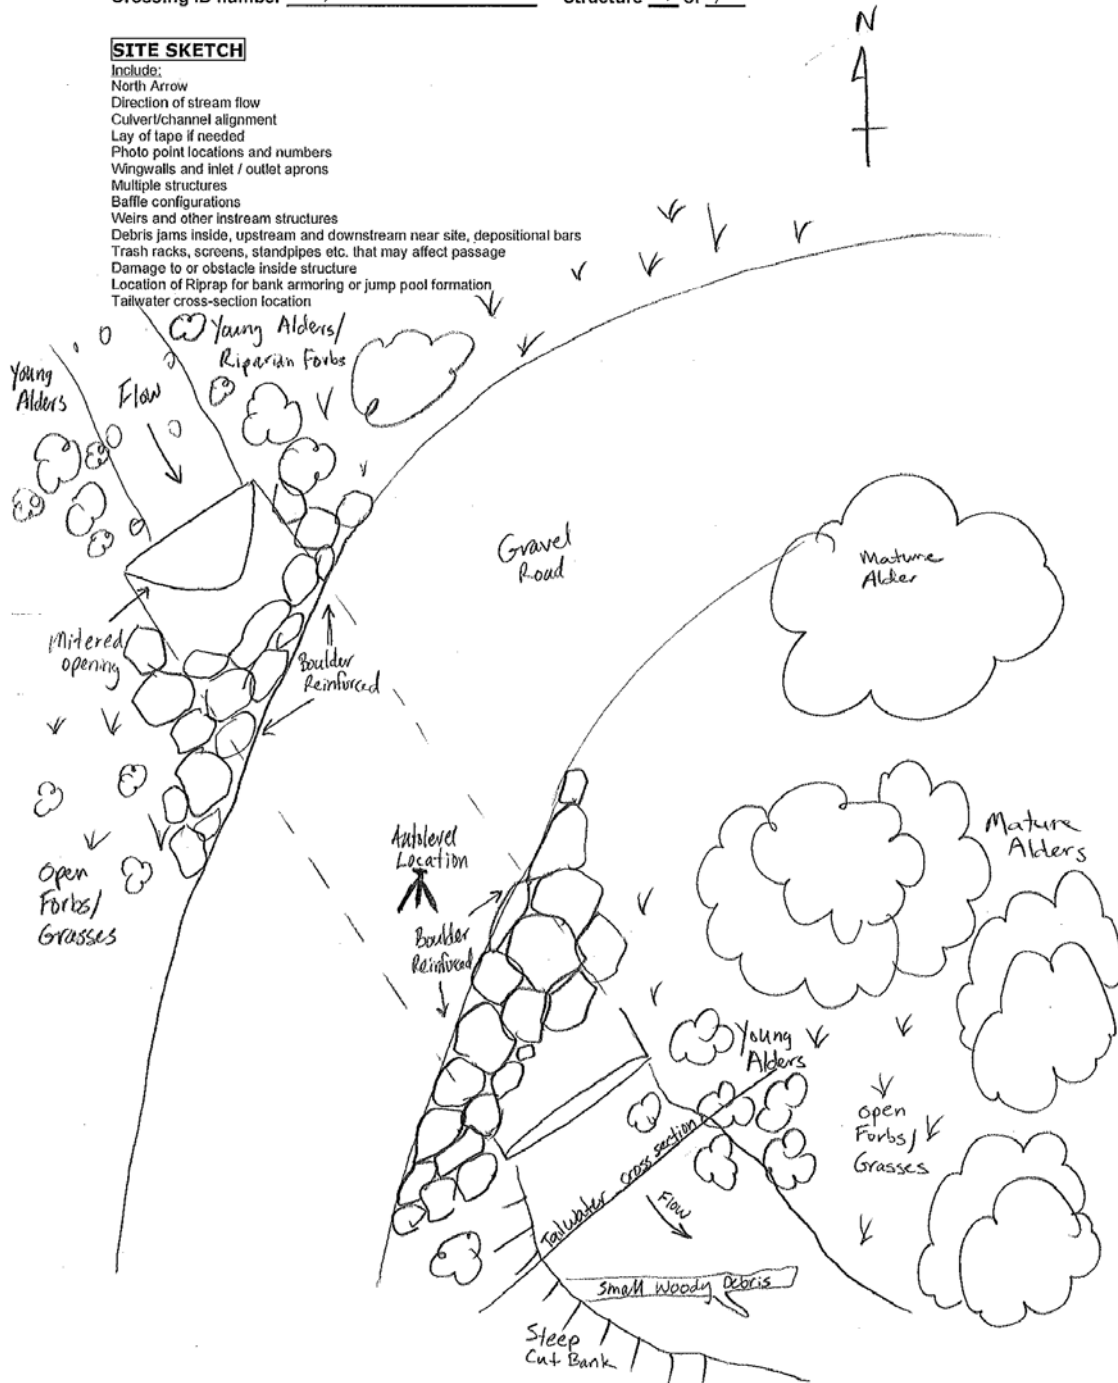 Crossing ID number
Structure of
SITE SKETCH
Include:
North Arrow
Direction of stream flow
Culvert/channel alignment
Lay of tape if needed
Photo point locations and numbers
Wingwalls and inlet / outlet aprons
Multiple structures
Baffle configurations
Weirs and other instream structures
Debris jams inside, upstream and downstream near site, depositional bars
Trash racks, screens, standpipes etc. that may affect passage
Damage to or obstacle inside structure
Location of Riprap for bank armoring or jump pool formation
Tailwater cross-section location
N
Young Alders/
Riparian Forbs
Young
Alders
Flow
Gravel
Road
Mature
Alder
Mitered
opening
Boulder
Reinforced
Autolevel
Location
Mature
Alders
Open
Forbs/
Grasses
Boulder
Reinforced
Young
Alders
Open
Forbs/
Grasses
Tailwater cross section
Flow
Small Woody Debris
Steep
Cut Bank